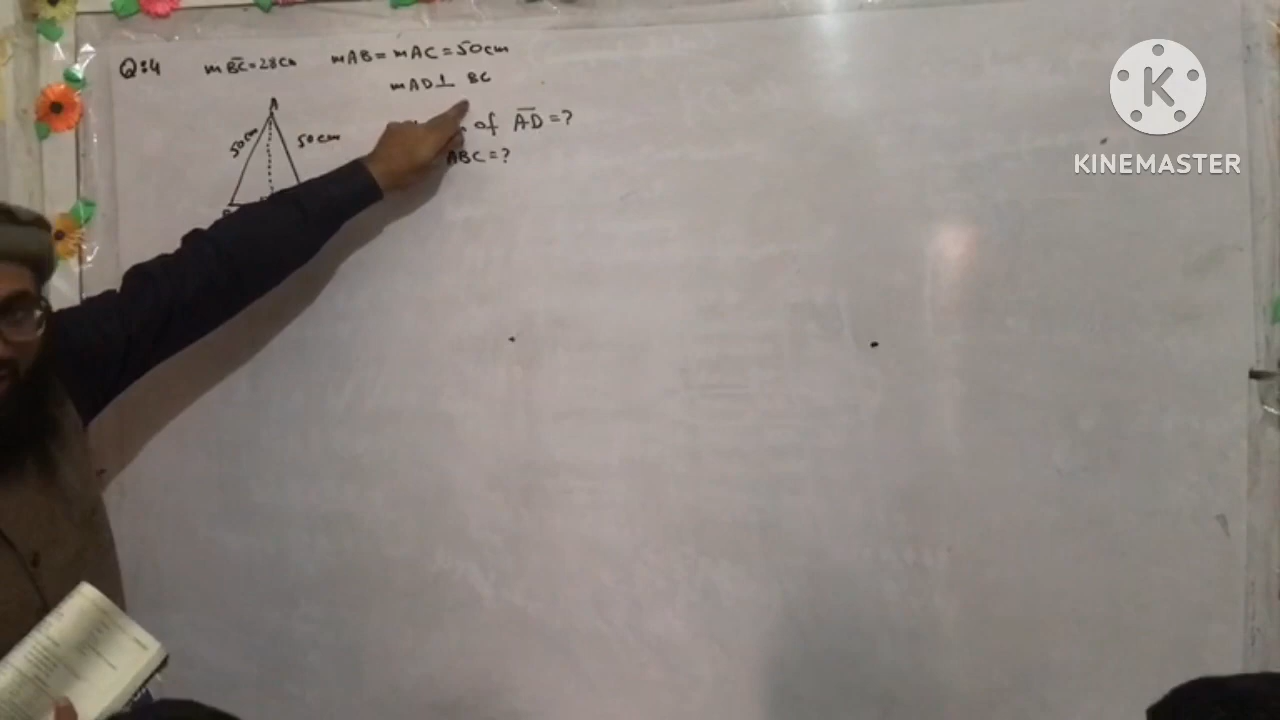 Q:4 mBC=28cm mAB=mAC=50cm
mAD⊥ BC
A
50cm 50cm
of AD=?
ABC=?
K
KINEMASTER